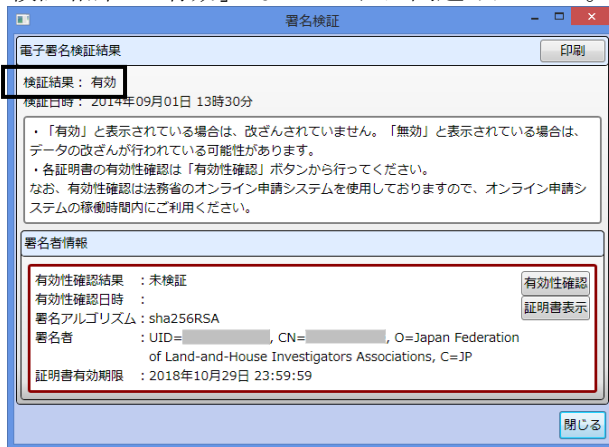 署名検証
電子署名検証結果
印刷
検証結果： 有効
検証日時： 2014年09月01日 13時30分
・「有効」と表示されている場合は、改ざんされていません。「無効」と表示されている場合は、
データの改ざんが行われている可能性があります。
・各証明書の有効性確認は「有効性確認」ボタンから行ってください。
なお、有効性確認は法務省のオンライン申請システムを使用しておりますので、オンライン申請シ
ステムの稼働時間内にご利用ください。
署名者情報
有効性確認結果 ：未検証
有効性確認
有効性確認日時 ：
証明書表示
署名アルゴリズム：sha256RSA
署名者 ：UID= , CN= , O=Japan Federation
of Land-and-House Investigators Associations, C=JP
証明書有効期限 ：2018年10月29日 23:59:59
閉じる